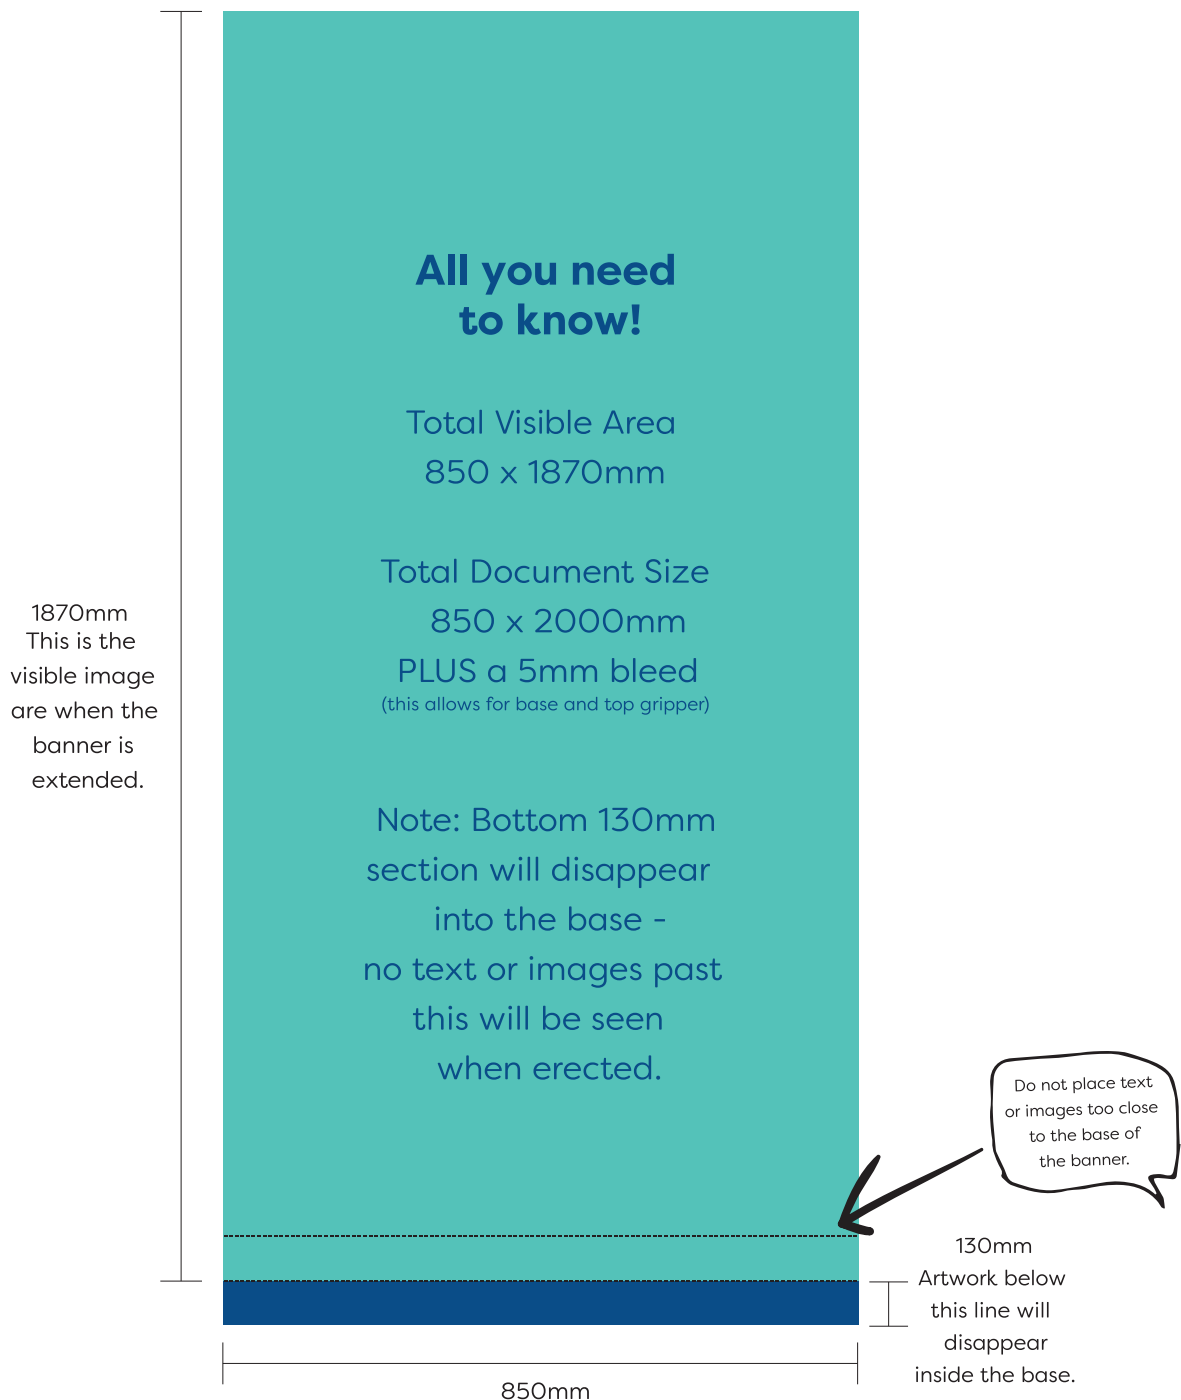 All you need
to know!
Total Visible Area
850 x 1870mm
Total Document Size
850 x 2000mm
PLUS a 5mm bleed
(this allows for base and top gripper)
Note: Bottom 130mm
section will disappear
into the base -
no text or images past
this will be seen
when erected.
1870mm
This is the
visible image
are when the
banner is
extended.
Do not place text
or images too close
to the base of
the banner.
130mm
Artwork below
this line will
disappear
inside the base.
850mm